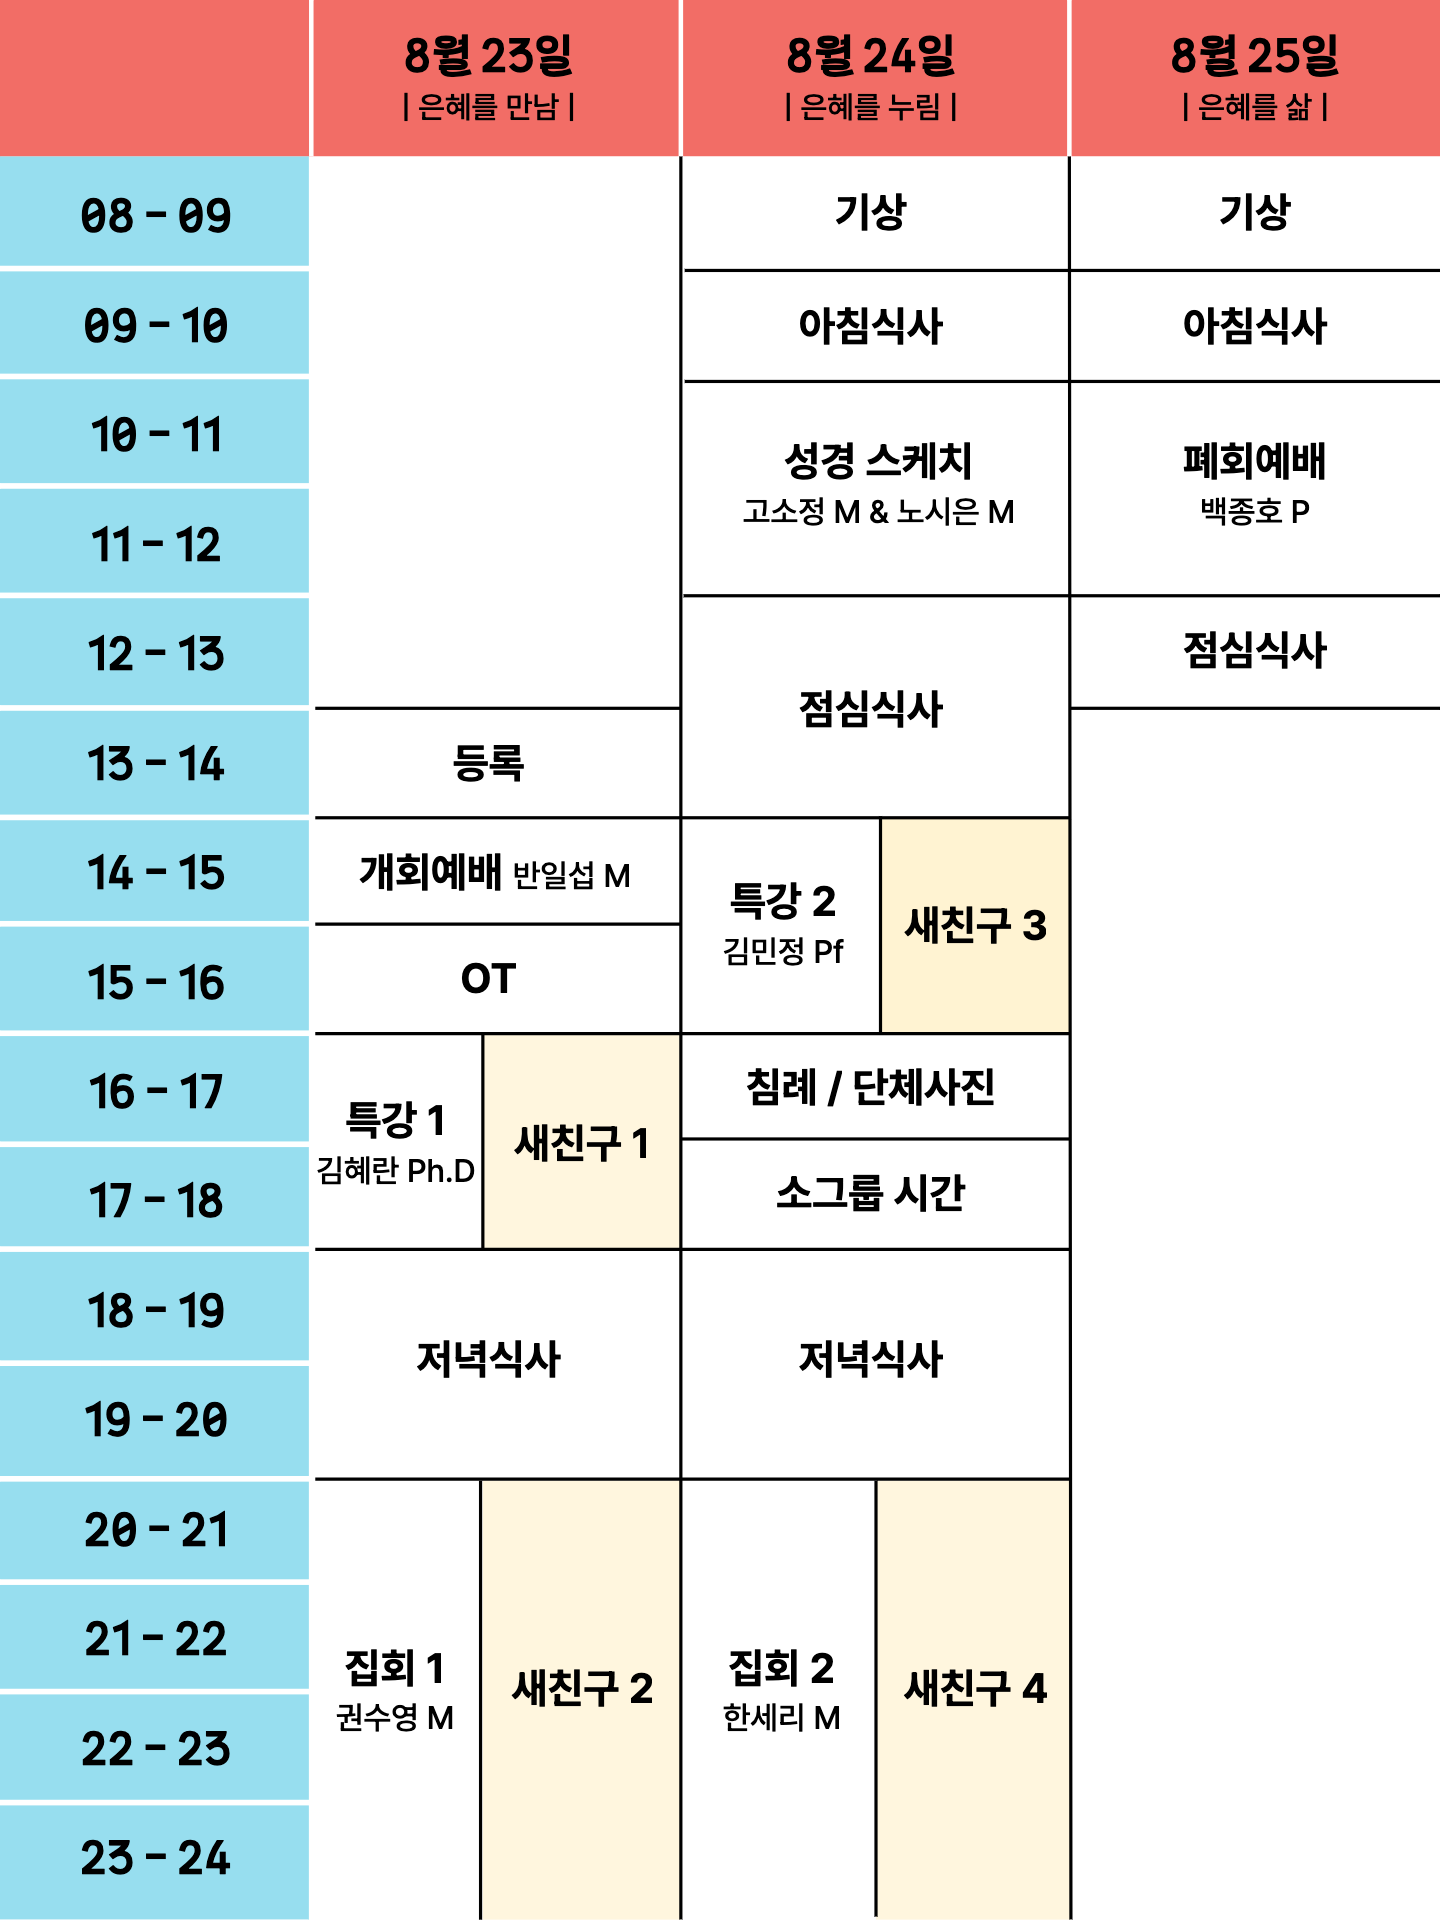 8월 23일
| 은혜를 만남 |
8월 24일
| 은혜를 누림 |
8월 25일
| 은혜를 삶 |
08 - 09
기상
기상
09 - 10
아침식사
아침식사
10 - 11
성경 스케치
고소정 M & 노시은 M
폐회예배
백종호 P
11 - 12
12 - 13
점심식사
점심식사
13 - 14
등록
14 - 15
개회예배 반일섭 M
특강 2
김민정 Pf
새친구 3
15 - 16
OT
16 - 17
특강 1
김혜란 Ph.D
새친구 1
침례 / 단체사진
17 - 18
소그룹 시간
18 - 19
저녁식사
저녁식사
19 - 20
20 - 21
21 - 22
집회 1
권수영 M
새친구 2
집회 2
한세리 M
새친구 4
22 - 23
23 - 24